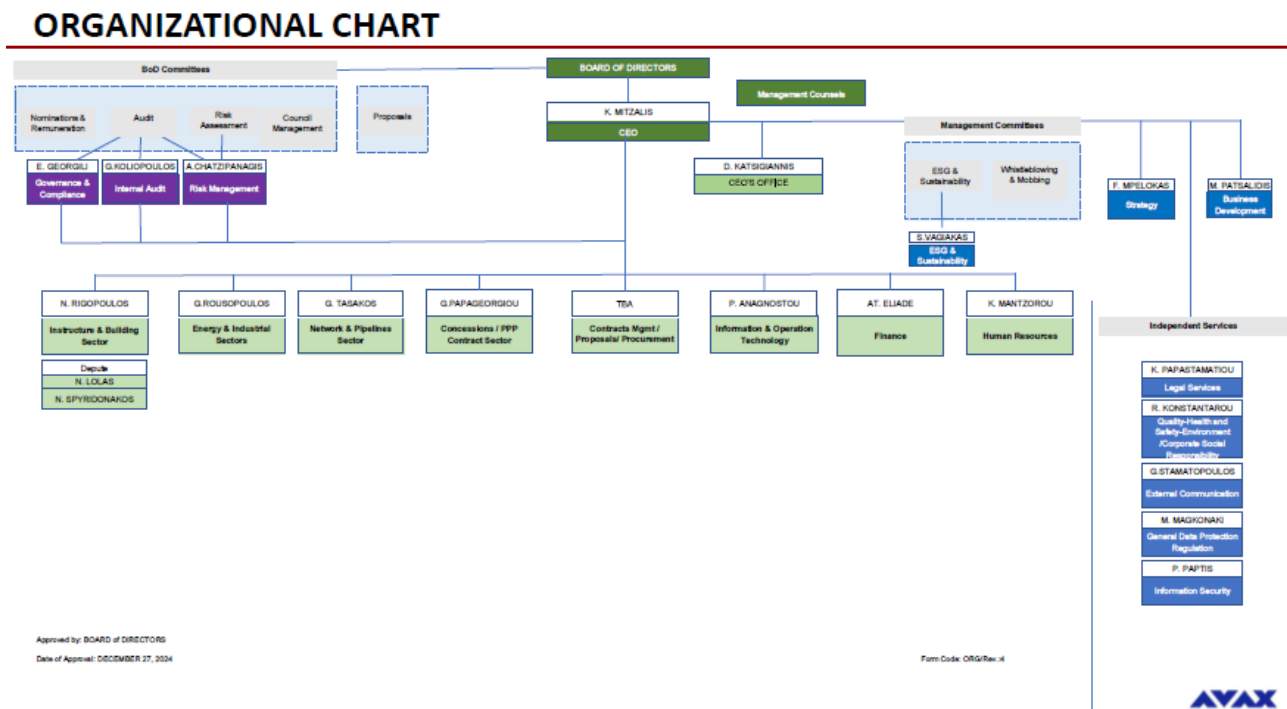 ORGANIZATIONAL CHART
BoD Committees
BOARD OF DIRECTORS
Management Counsels
Nominations &
Remuneration
Audit
Risk
Assessment
Council
Management
Proposals
K. MITZALIS
CEO
Management Committees
E. GEORGILI
Governance &
Compliance
G.KOLIOPOULOS
Internal Audit
A.CHATZIPANAGIS
Risk Management
D. KATSIGIANNIS
CEO'S OFFICE
ESG &
Sustainability
Whistleblowing
& Mobbing
F. MPELOKAS
Strategy
M. PATSALIDIS
Business
Development
S.VAGIAKAS
ESG &
Sustainability
N. RIGOPOULOS
Instructure & Building
Sector
G.ROUSOPOULOS
Energy & Industrial
Sectors
G. TASAKOS
Network & Pipelines
Sector
G.PAPAGEORGIOU
Concessions / PPP
Contract Sector
TBA
Contracts Mgmt /
Proposals/ Procurement
P. ANAGNOSTOU
Information & Operation
Technology
AT. ELIADE
Finance
K. MANTZOROU
Human Resources
Depute
N. LOLAS
N. SPYRIDONAKOS
Independent Services
K. PAPASTAMATIOU
Legal Services
R. KONSTANTAROU
Quality-Health and
Safety-Environment
/Corporate Social
Responsibility
G.STAMATOPOULOS
External Communication
M. MAGKONAKI
General Data Protection
Regulation
P. PAPTIS
Information Security
Approved by: BOARD of DIRECTORS
Date of Approval: DECEMBER 27, 2024
Form Code: ORG/Rev.:4
AVAX